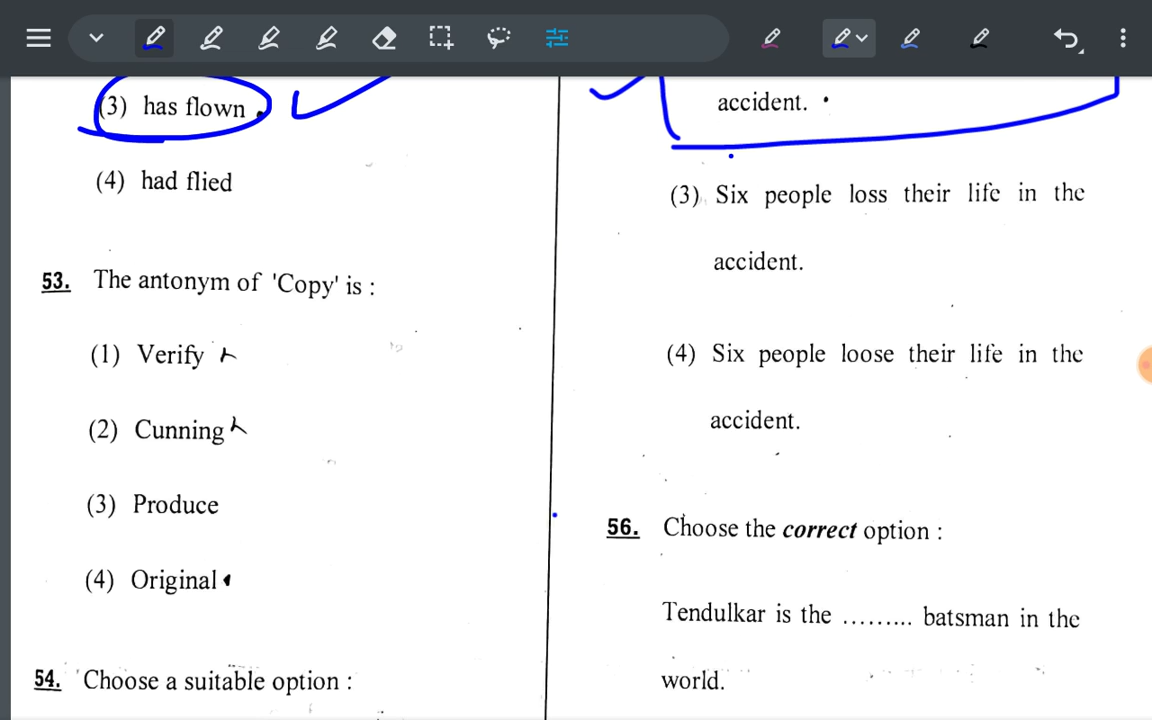 (3) has flown
(4) had flied
53. The antonym of 'Copy' is :
(1) Verify
(2) Cunning
(3) Produce
(4) Original
54. Choose a suitable option :
accident.
(3) Six people loss their life in the
accident.
(4) Six people loose their life in the
accident.
56. Choose the correct option :
Tendulkar is the ......... batsman in the
world.